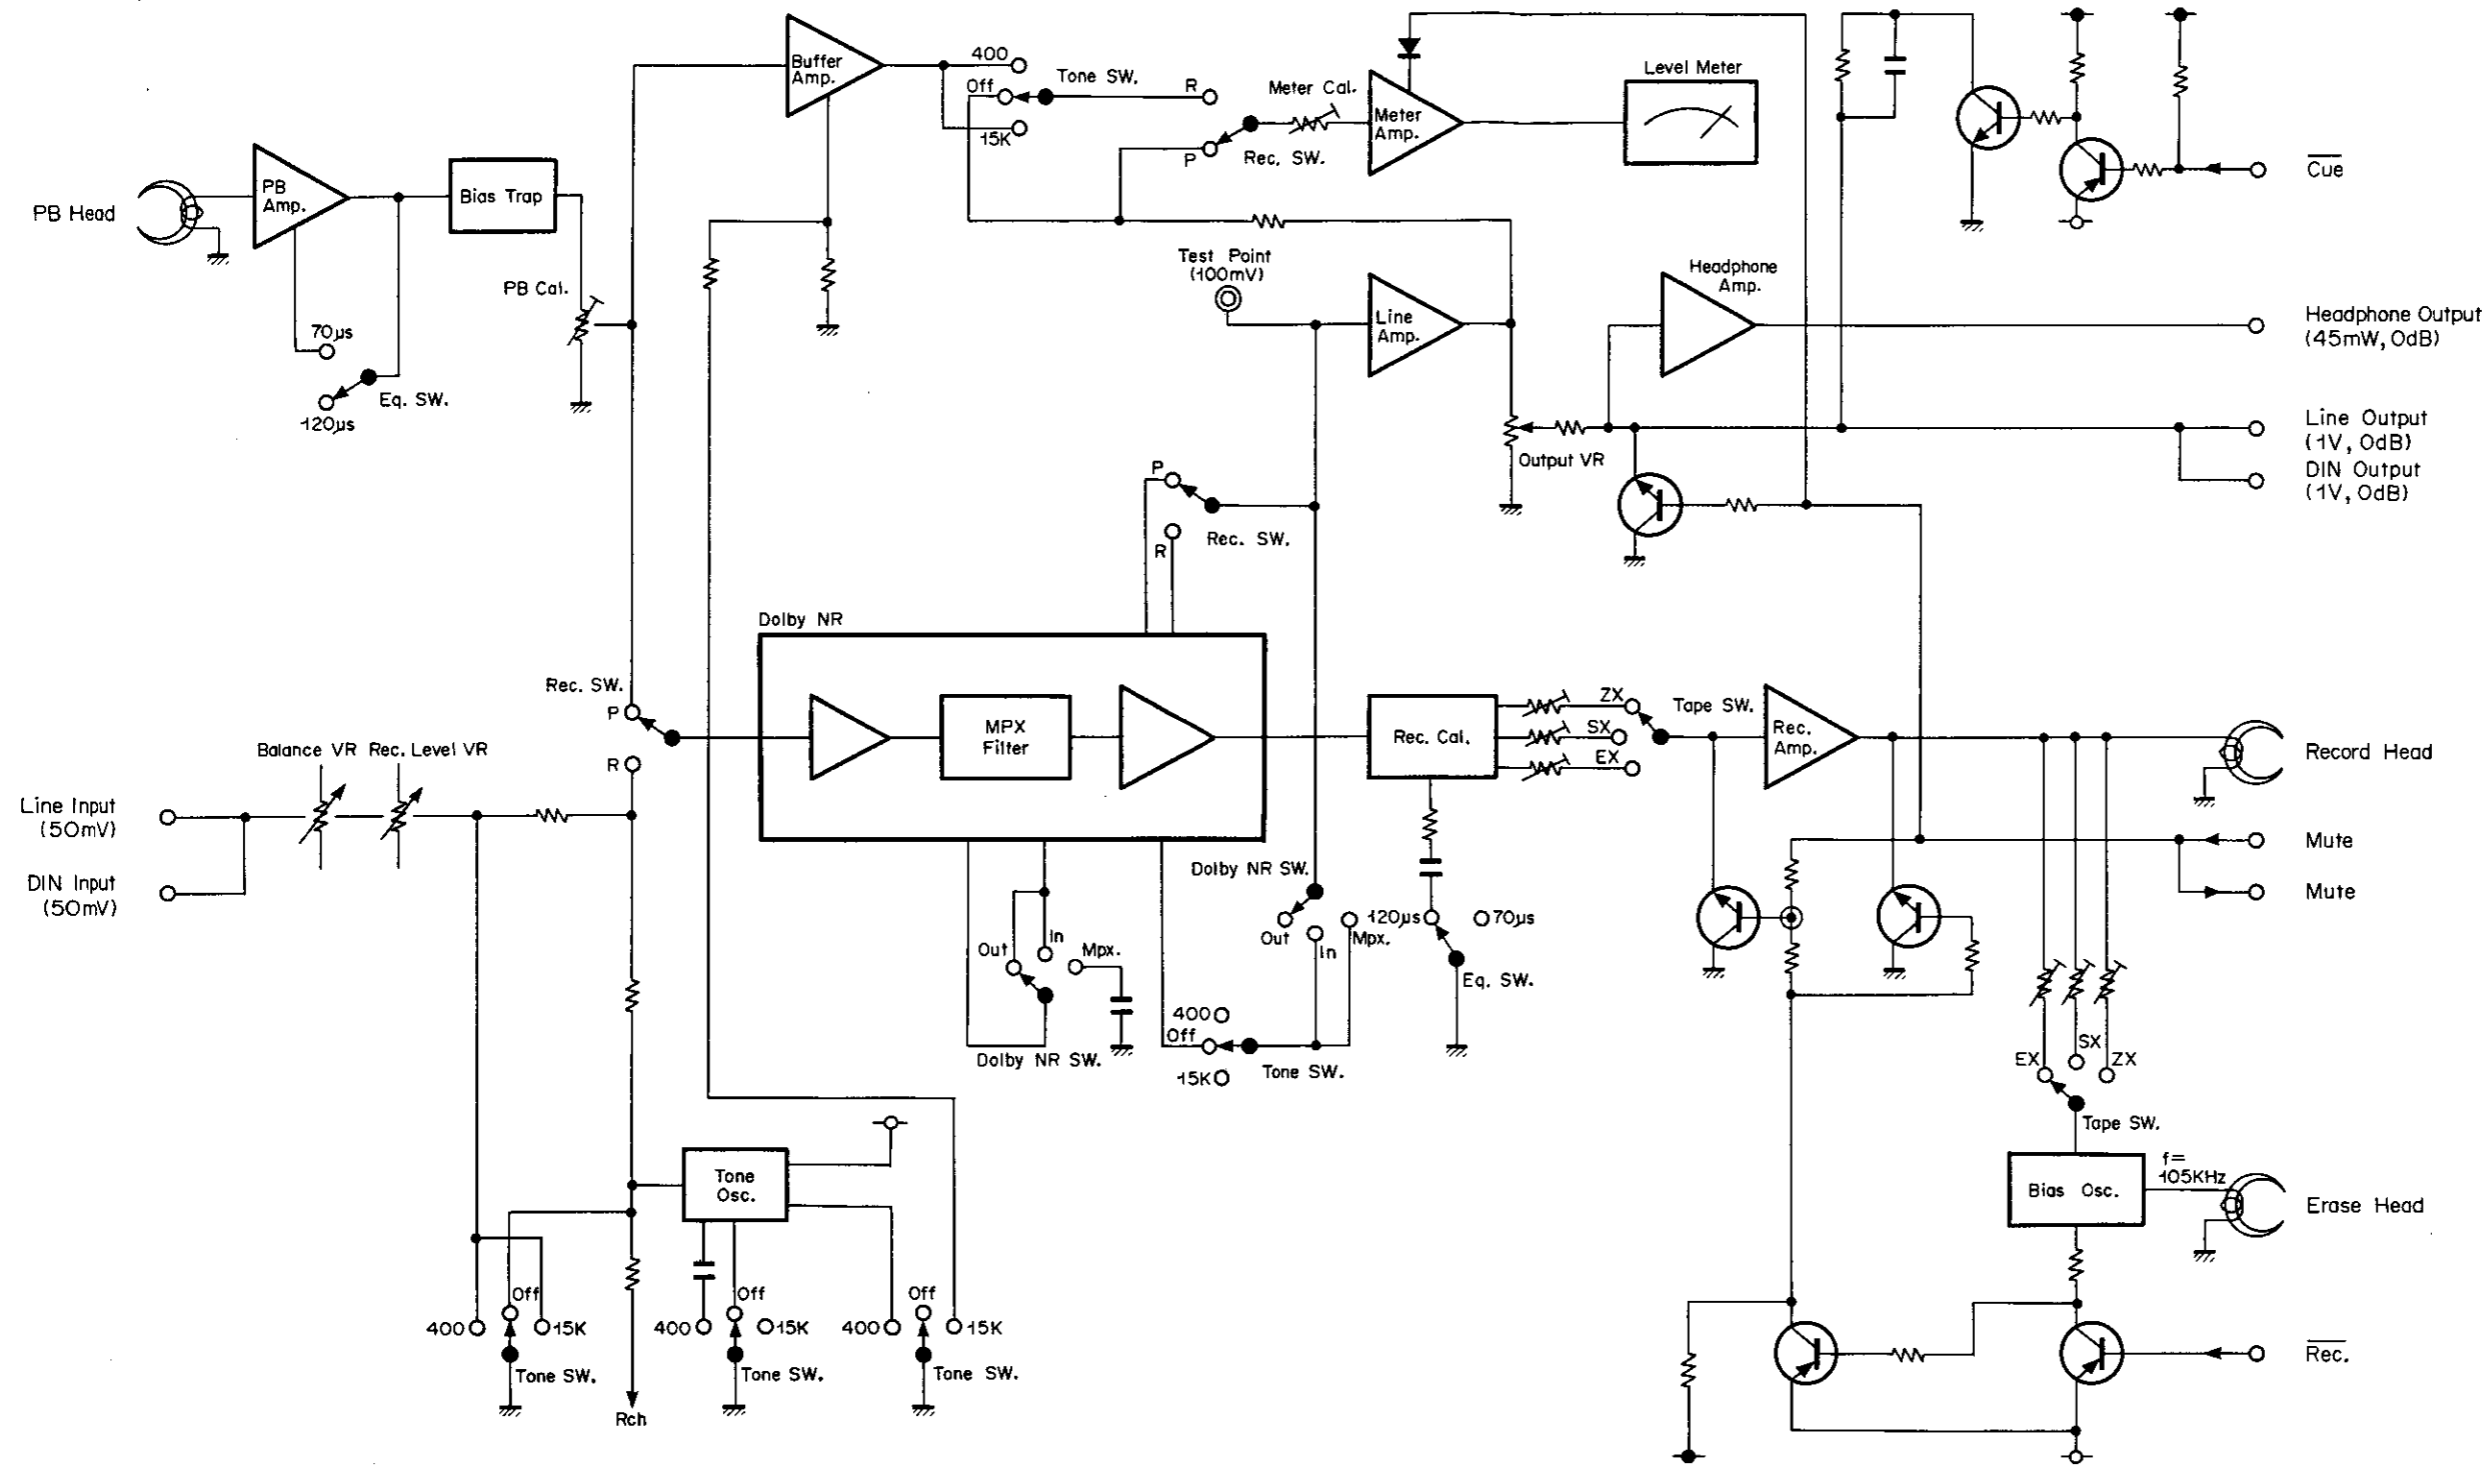 Buffer
Amp.
400
Off
15K
Tone SW.
R
P
Rec. SW.
Meter Cal.
Meter
Amp.
Level Meter
Cue
PB Head
PB
Amp.
Bias Trap
PB Cal.
70μs
120μs
Eq. SW.
Test Point
(100mV)
Line
Amp.
Headphone
Amp.
Output VR
Headphone Output
(45mW, 0dB)
Line Output
(1V, 0dB)
DIN Output
(1V, 0dB)
P
R
Rec. SW.
Dolby NR
MPX
Filter
Rec. SW.
P
R
Balance VR
Rec. Level VR
Line Input
(50mV)
DIN Input
(50mV)
Rec. Cal.
ZX
SX
EX
Tape SW.
Rec.
Amp.
Record Head
Mute
Mute
Dolby NR SW.
Out
In
Mpx.
120μs
70μs
Eq. SW.
Out
In
Mpx.
Dolby NR SW.
400
Off
15K
Tone SW.
EX
SX
ZX
Tape SW.
Bias Osc.
f=
105KHz
Erase Head
Tone
Osc.
400
Off
15K
Tone SW.
Rch
400
Off
15K
Tone SW.
400
Off
15K
Tone SW.
Rec.